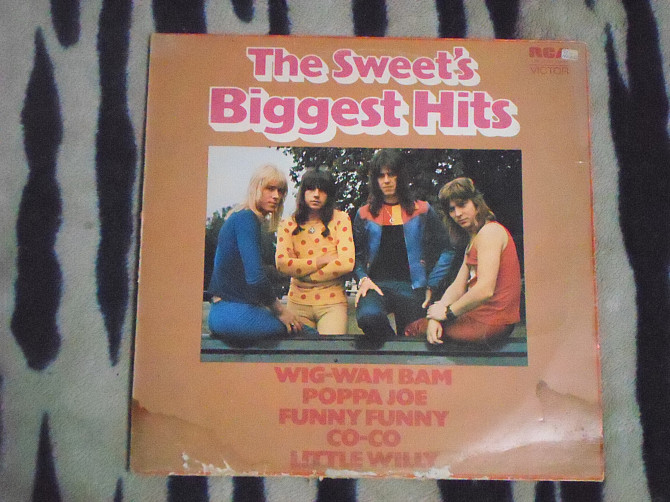 The Sweet's
Biggest Hits
RCA
VICTOR
WIG-WAM BAM
POPPA JOE
FUNNY FUNNY
CO-CO
LITTLE WILLY